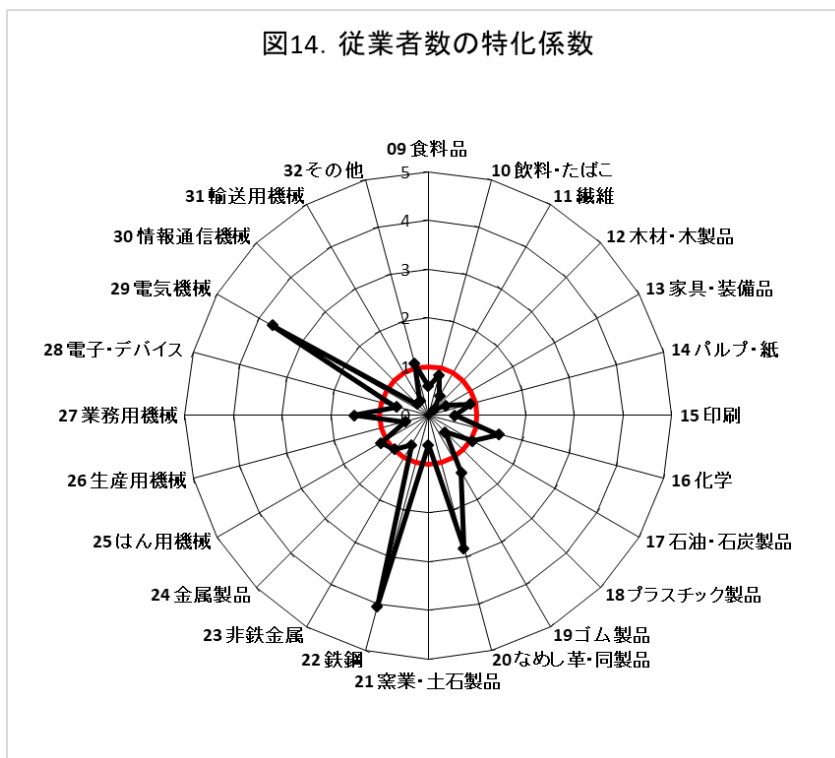 図14. 従業者数の特化係数
09 食料品
10 飲料・たばこ
11 繊維
12 木材・木製品
13 家具・装備品
14 パルプ・紙
15 印刷
16 化学
17 石油・石炭製品
18 プラスチック製品
19 ゴム製品
20 なめし革・同製品
21 窯業・土石製品
22 鉄鋼
23 非鉄金属
24 金属製品
25 はん用機械
26 生産用機械
27 業務用機械
28 電子・デバイス
29 電気機械
30 情報通信機械
31 輸送用機械
32 その他
5
4
3
2
1
0